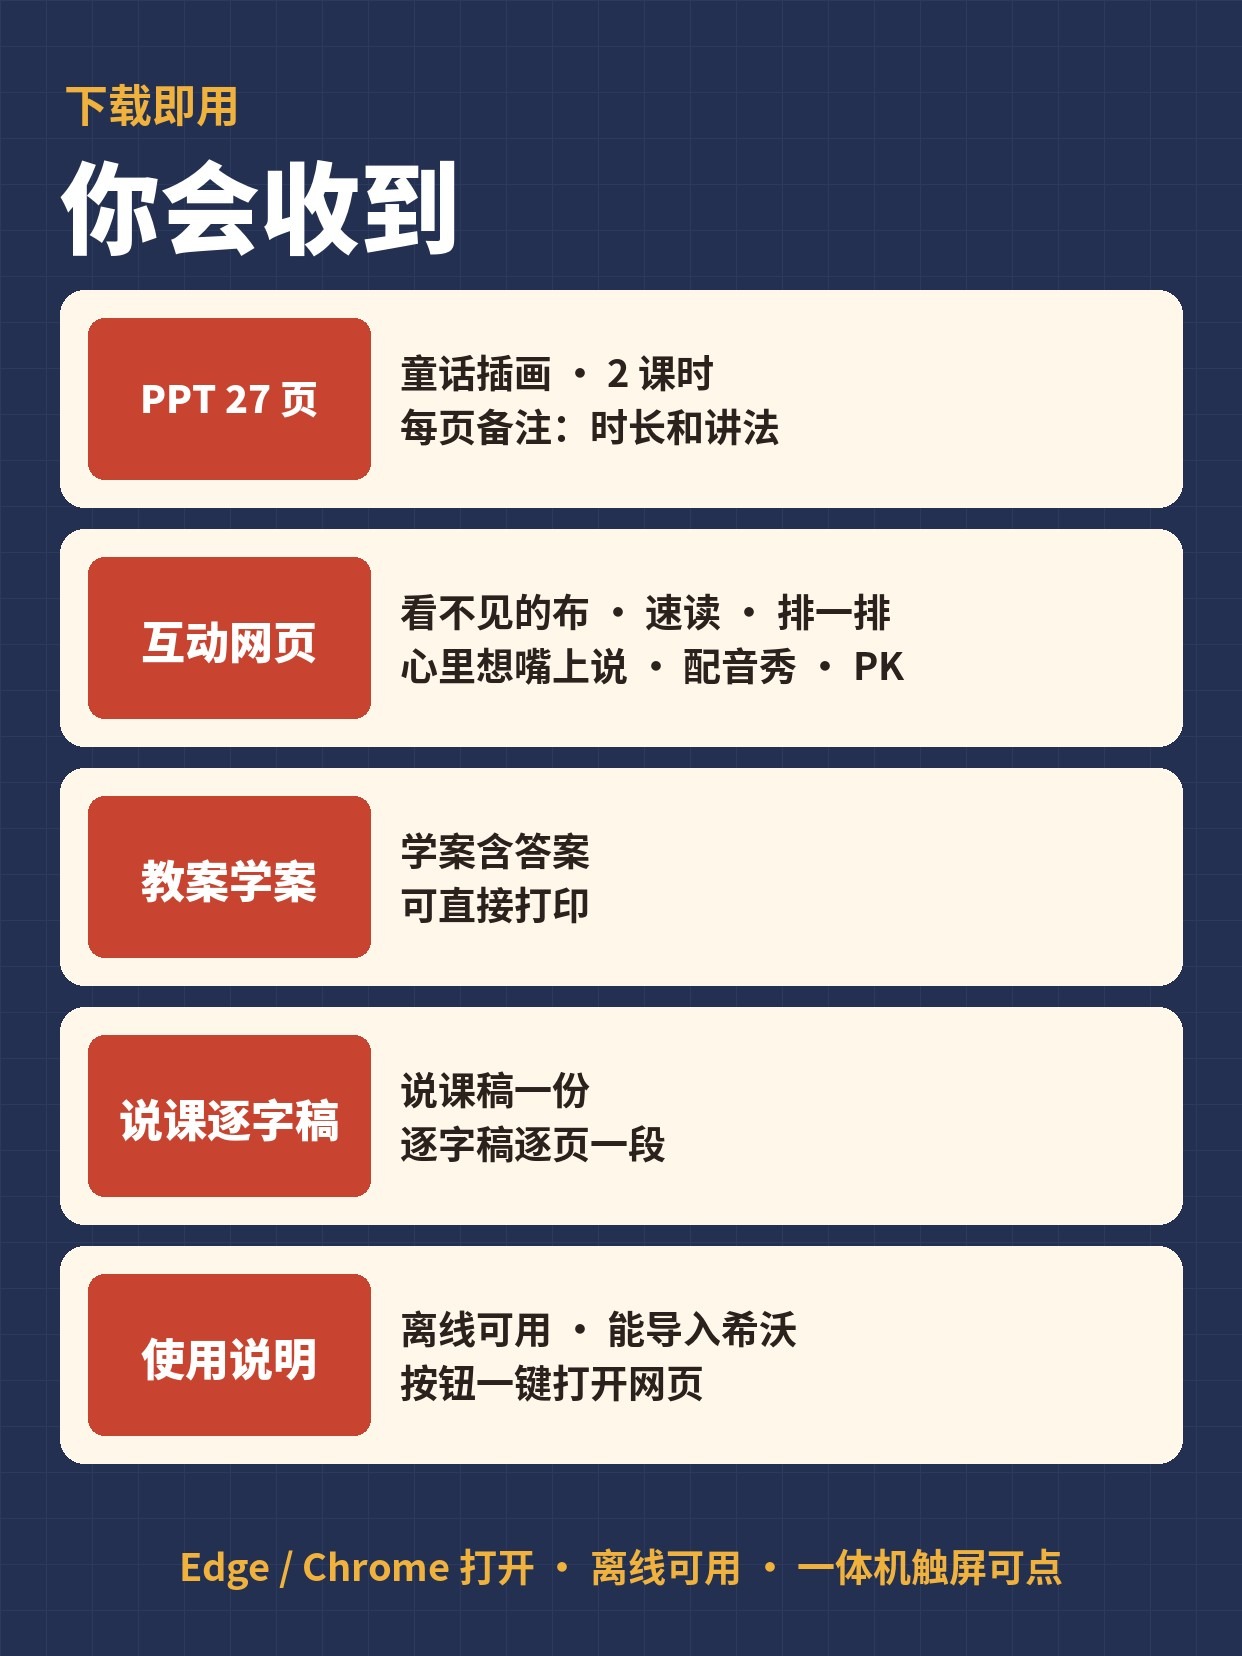 下载即用
你会收到
PPT 27 页
童话插画 · 2 课时
每页备注：时长和讲法
互动网页
看不见的布 · 速读 · 排一排
心里想嘴上说 · 配音秀 · PK
教案学案
学案含答案
可直接打印
说课逐字稿
说课稿一份
逐字稿逐页一段
使用说明
离线可用 · 能导入希沃
按钮一键打开网页
Edge / Chrome 打开 · 离线可用 · 一体机触屏可点